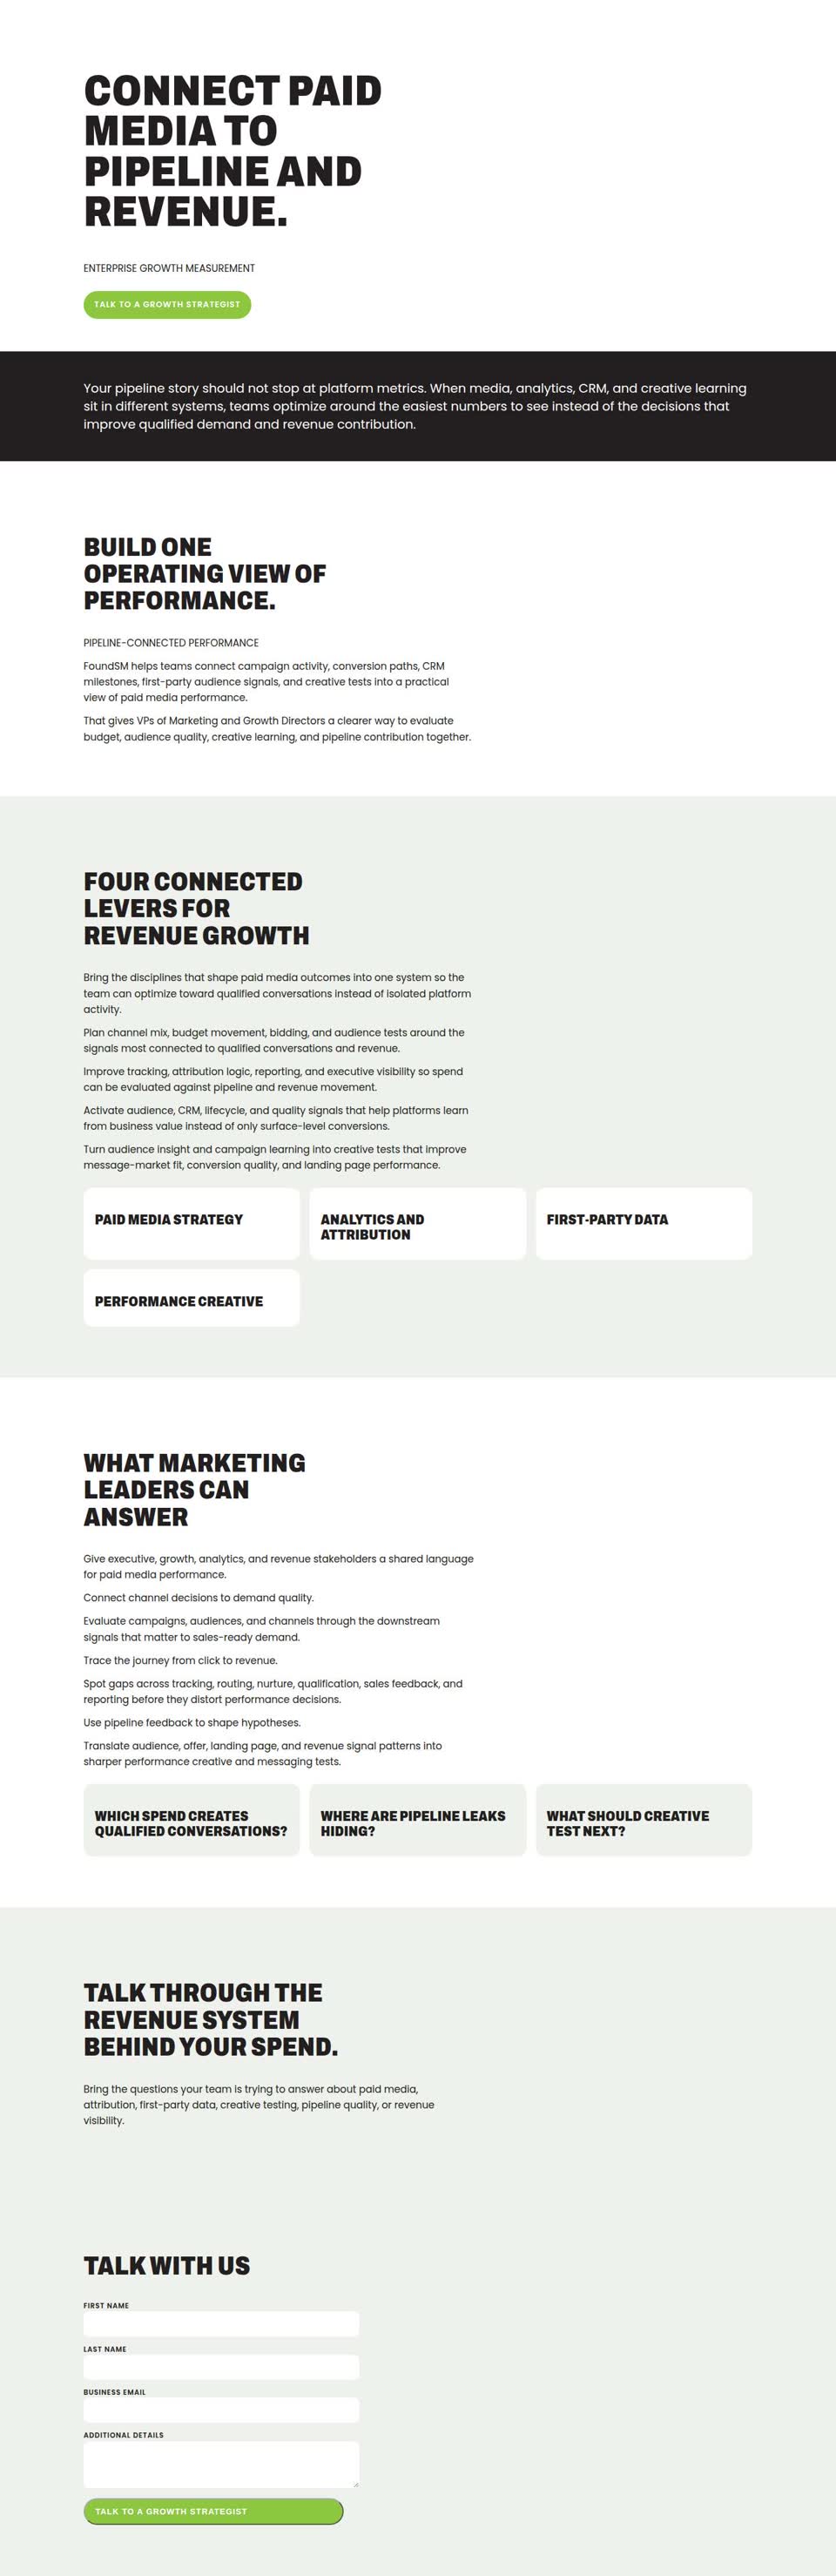 CONNECT PAID
MEDIA TO
PIPELINE AND
REVENUE.
ENTERPRISE GROWTH MEASUREMENT
TALK TO A GROWTH STRATEGIST
Your pipeline story should not stop at platform metrics. When media, analytics, CRM, and creative learning
sit in different systems, teams optimize around the easiest numbers to see instead of the decisions that
improve qualified demand and revenue contribution.
BUILD ONE
OPERATING VIEW OF
PERFORMANCE.
PIPELINE-CONNECTED PERFORMANCE
FoundSM helps teams connect campaign activity, conversion paths, CRM
milestones, first-party audience signals, and creative tests into a practical
view of paid media performance.
That gives VPs of Marketing and Growth Directors a clearer way to evaluate
budget, audience quality, creative learning, and pipeline contribution together.
FOUR CONNECTED
LEVERS FOR
REVENUE GROWTH
Bring the disciplines that shape paid media outcomes into one system so the
team can optimize toward qualified conversations instead of isolated platform
activity.
Plan channel mix, budget movement, bidding, and audience tests around the
signals most connected to qualified conversations and revenue.
Improve tracking, attribution logic, reporting, and executive visibility so spend
can be evaluated against pipeline and revenue movement.
Activate audience, CRM, lifecycle, and quality signals that help platforms learn
from business value instead of only surface-level conversions.
Turn audience insight and campaign learning into creative tests that improve
message-market fit, conversion quality, and landing page performance.
PAID MEDIA STRATEGY
ANALYTICS AND
ATTRIBUTION
FIRST-PARTY DATA
PERFORMANCE CREATIVE
WHAT MARKETING
LEADERS CAN
ANSWER
Give executive, growth, analytics, and revenue stakeholders a shared language
for paid media performance.
Connect channel decisions to demand quality.
Evaluate campaigns, audiences, and channels through the downstream
signals that matter to sales-ready demand.
Trace the journey from click to revenue.
Spot gaps across tracking, routing, nurture, qualification, sales feedback, and
reporting before they distort performance decisions.
Use pipeline feedback to shape hypotheses.
Translate audience, offer, landing page, and revenue signal patterns into
sharper performance creative and messaging tests.
WHICH SPEND CREATES
QUALIFIED CONVERSATIONS?
WHERE ARE PIPELINE LEAKS
HIDING?
WHAT SHOULD CREATIVE
TEST NEXT?
TALK THROUGH THE
REVENUE SYSTEM
BEHIND YOUR SPEND.
Bring the questions your team is trying to answer about paid media,
attribution, first-party data, creative testing, pipeline quality, or revenue
visibility.
TALK WITH US
FIRST NAME
LAST NAME
BUSINESS EMAIL
ADDITIONAL DETAILS
TALK TO A GROWTH STRATEGIST